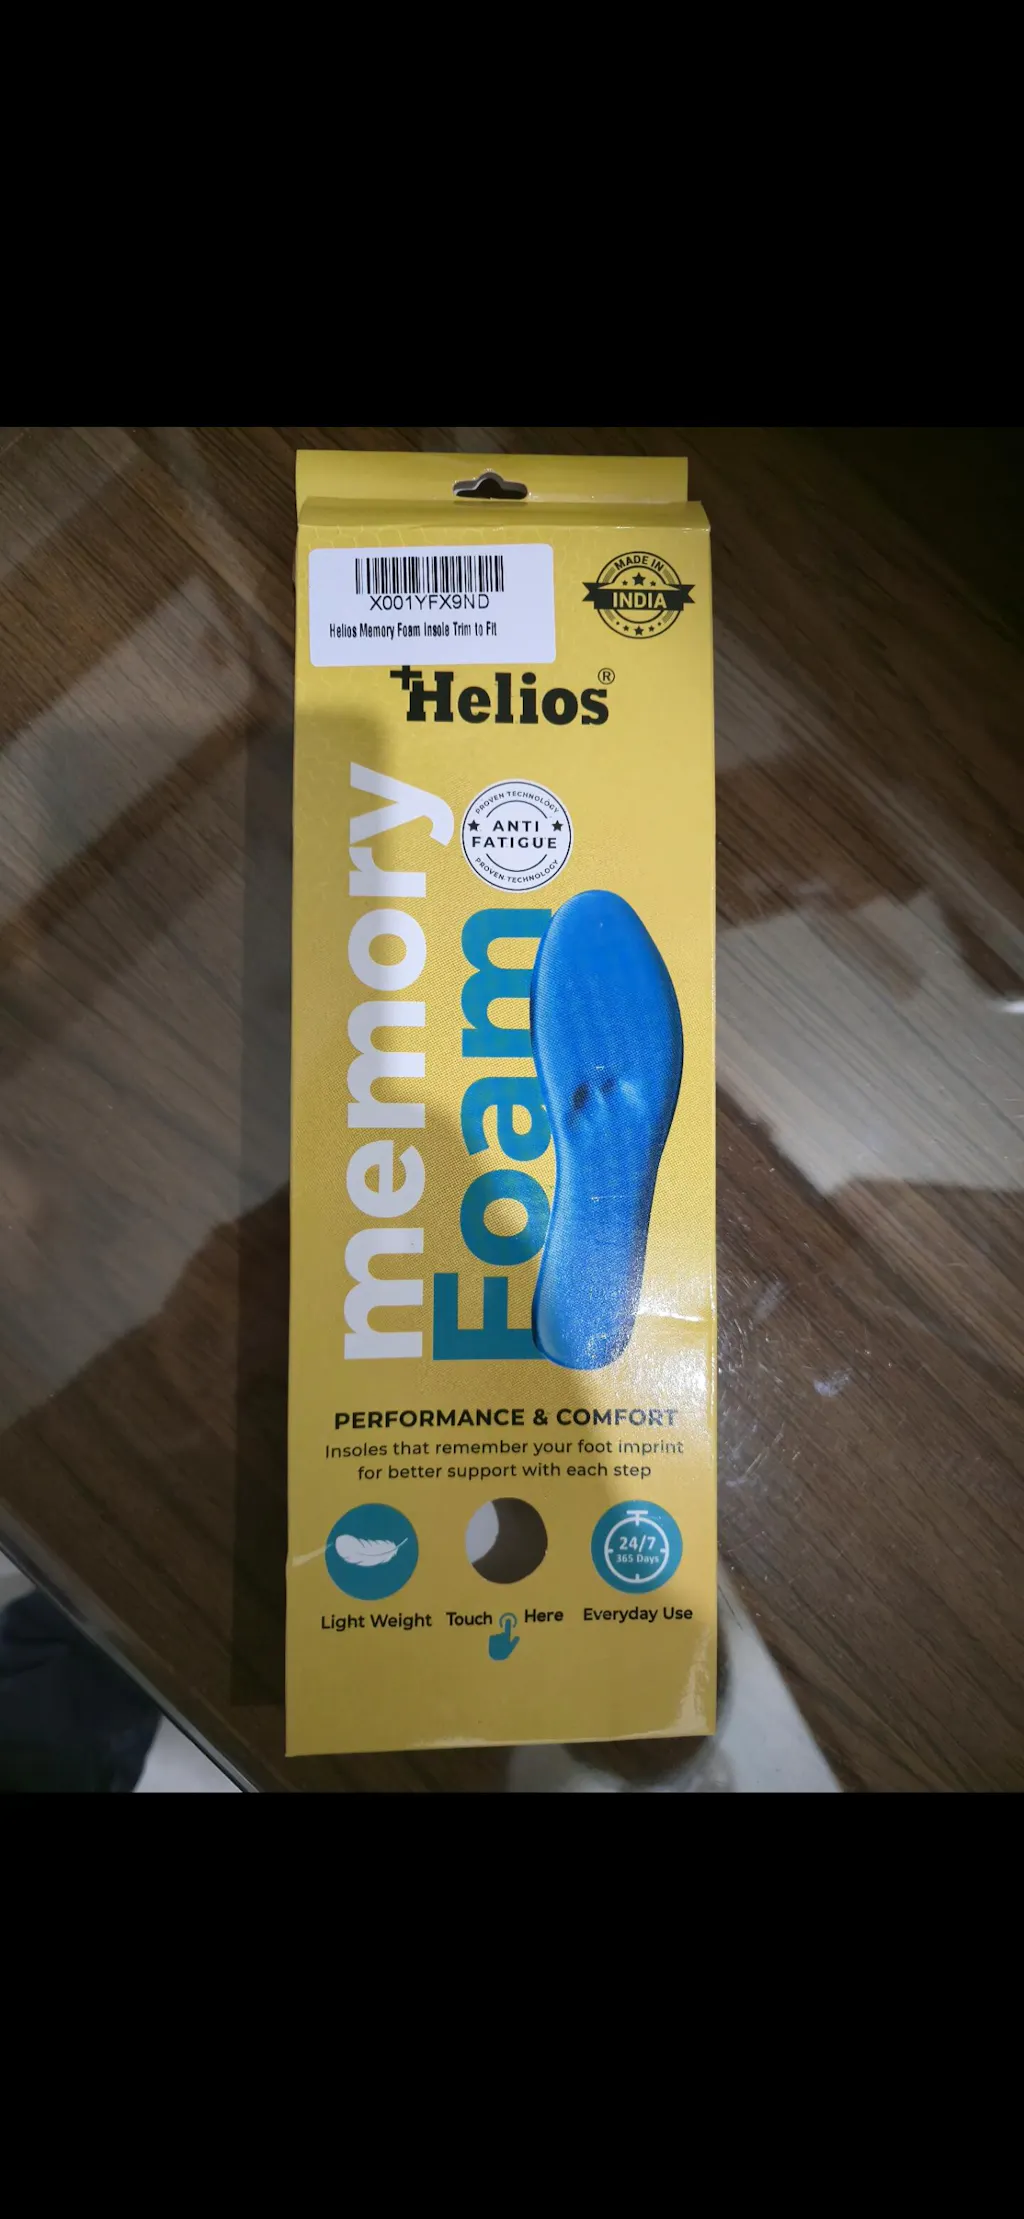 X001YFX9ND
Helios Memory Foam Insole Trim to Fit
MADE IN
INDIA
Helios®
memory
Foam
PROVEN TECHNOLOGY
ANTI
FATIGUE
PROVEN TECHNOLOGY
PERFORMANCE & COMFORT
Insoles that remember your foot imprint
for better support with each step
24/7
365 Days
Light Weight
Touch Here
Everyday Use